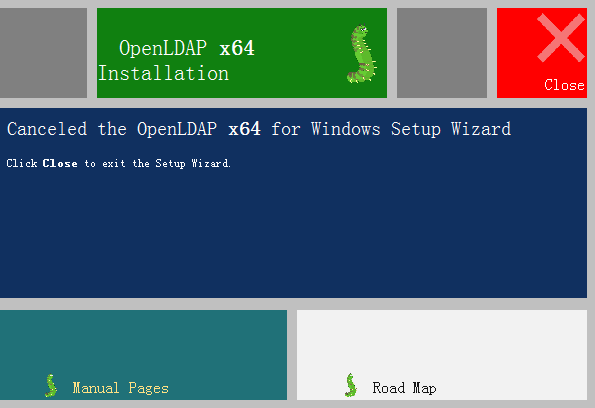 OpenLDAP x64
Installation
Close
Canceled the OpenLDAP x64 for Windows Setup Wizard
Click Close to exit the Setup Wizard.
Manual Pages
Road Map